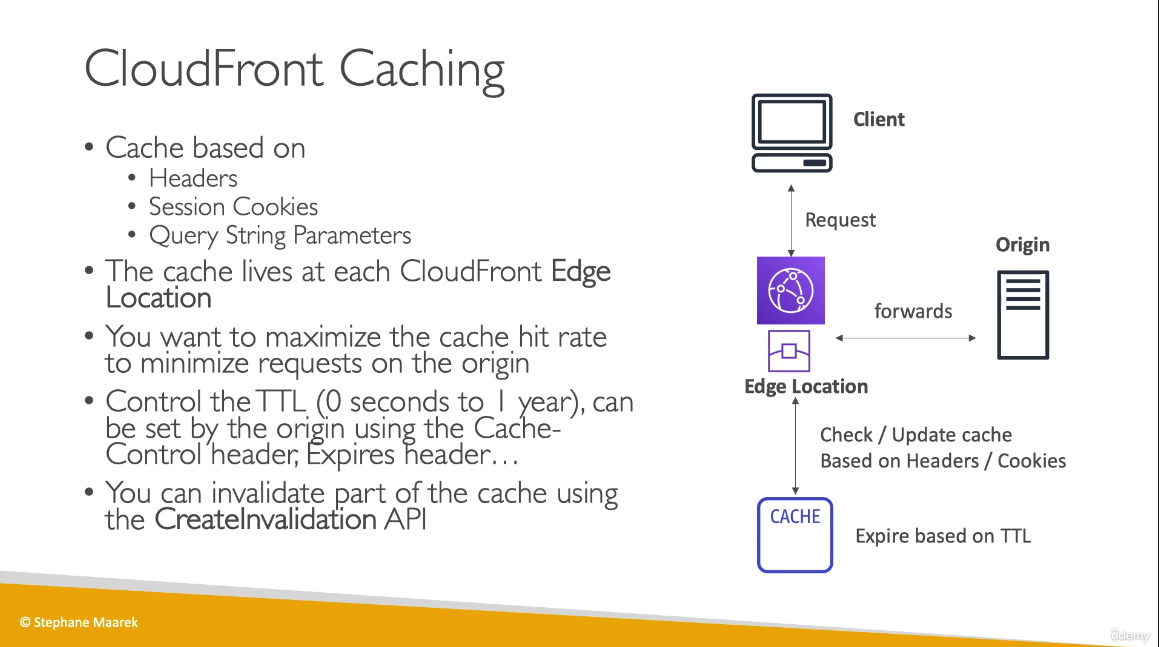 CloudFront Caching
• Cache based on
• Headers
• Session Cookies
• Query String Parameters
• The cache lives at each CloudFront Edge
Location
• You want to maximize the cache hit rate
to minimize requests on the origin
• Control the TTL (0 seconds to 1 year), can
be set by the origin using the Cache-
Control header, Expires header…
• You can invalidate part of the cache using
the CreateInvalidation API
Client
Request
Origin
forwards
Edge Location
Check / Update cache
Based on Headers / Cookies
CACHE
Expire based on TTL
© Stephane Maarek
ûdemy